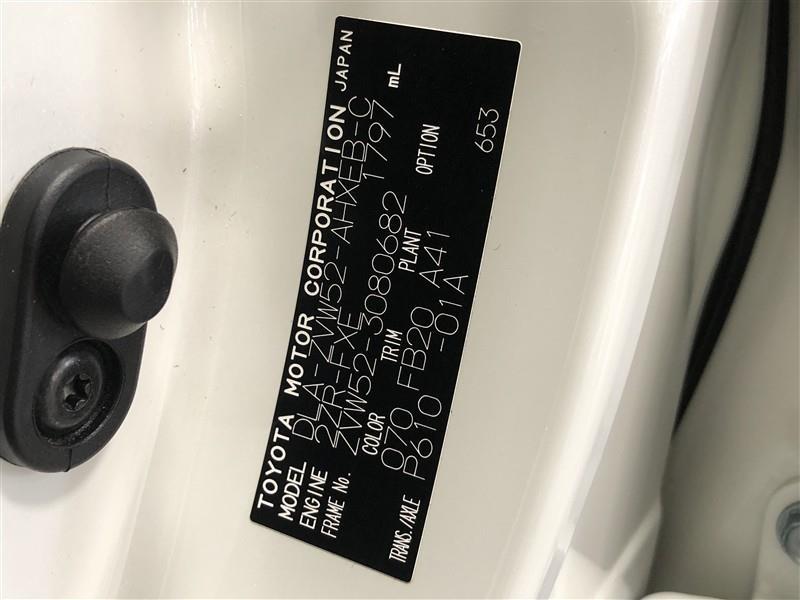 TOYOTA MOTOR CORPORATION JAPAN
MODEL DLA-ZVW52-AHXEB-C
ENGINE 2ZR-FXE 1797 mL
FRAME No. ZVW52-3080682
COLOR TRIM PLANT OPTION
070 FB20 A41 653
TRANS./AXLE P610 -01A